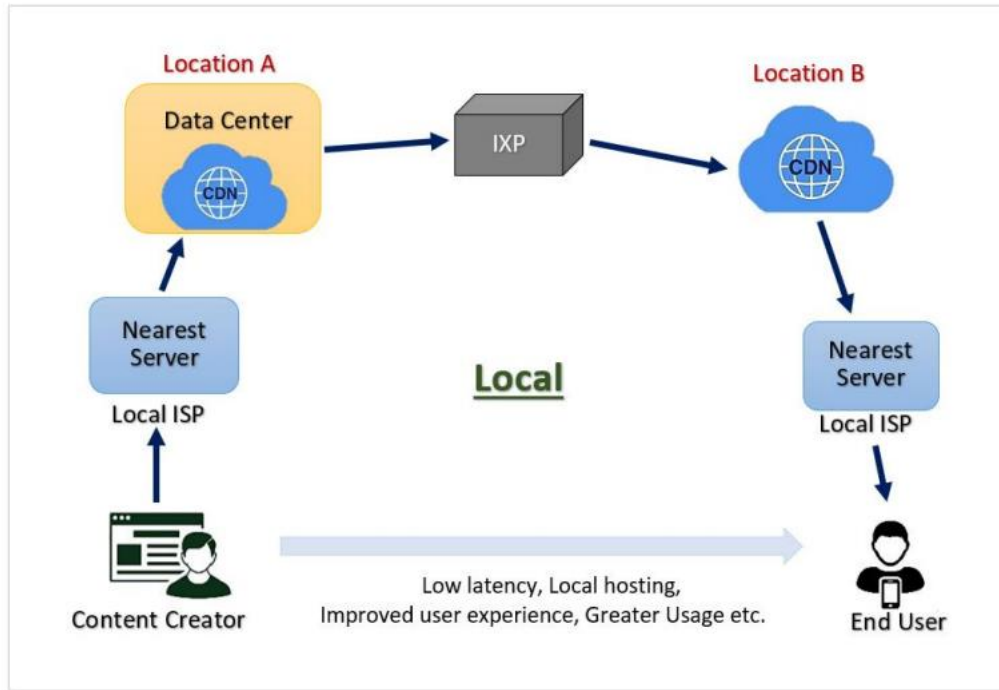 Location A
Data Center
CDN
IXP
Location B
CDN
Nearest
Server
Local ISP
Nearest
Server
Local ISP
Local
Content Creator
Low latency, Local hosting,
Improved user experience, Greater Usage etc.
End User